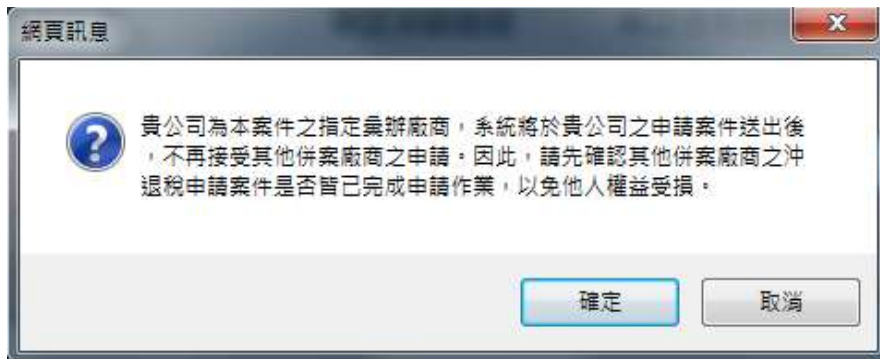 網頁訊息
貴公司為本案件之指定彙辦廠商，系統將於貴公司之申請案件送出後
，不再接受其他併案廠商之申請。因此，請先確認其他併案廠商之沖
退稅申請案件是否皆已完成申請作業，以免他人權益受損。
確定
取消